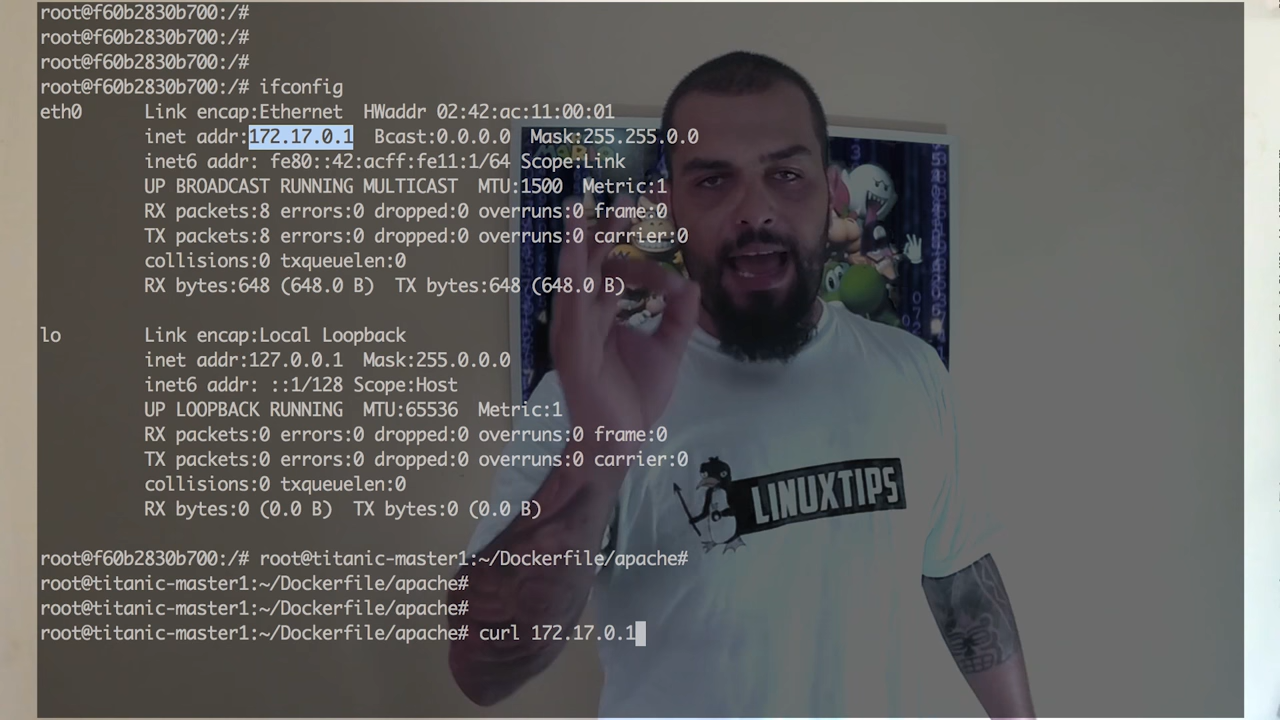 root@f60b2830b700:/#
root@f60b2830b700:/#
root@f60b2830b700:/#
root@f60b2830b700:/# ifconfig
eth0 Link encap:Ethernet HWaddr 02:42:ac:11:00:01
inet addr:172.17.0.1 Bcast:0.0.0.0 Mask:255.255.0.0
inet6 addr: fe80::42:acff:fe11:1/64 Scope:Link
UP BROADCAST RUNNING MULTICAST MTU:1500 Metric:1
RX packets:8 errors:0 dropped:0 overruns:0 frame:0
TX packets:8 errors:0 dropped:0 overruns:0 carrier:0
collisions:0 txqueuelen:0
RX bytes:648 (648.0 B) TX bytes:648 (648.0 B)
lo Link encap:Local Loopback
inet addr:127.0.0.1 Mask:255.0.0.0
inet6 addr: ::1/128 Scope:Host
UP LOOPBACK RUNNING MTU:65536 Metric:1
RX packets:0 errors:0 dropped:0 overruns:0 frame:0
TX packets:0 errors:0 dropped:0 overruns:0 carrier:0
collisions:0 txqueuelen:0
RX bytes:0 (0.0 B) TX bytes:0 (0.0 B)
root@f60b2830b700:/# root@titanic-master1:~/Dockerfile/apache#
root@titanic-master1:~/Dockerfile/apache#
root@titanic-master1:~/Dockerfile/apache#
root@titanic-master1:~/Dockerfile/apache# curl 172.17.0.1
LINUXTIPS